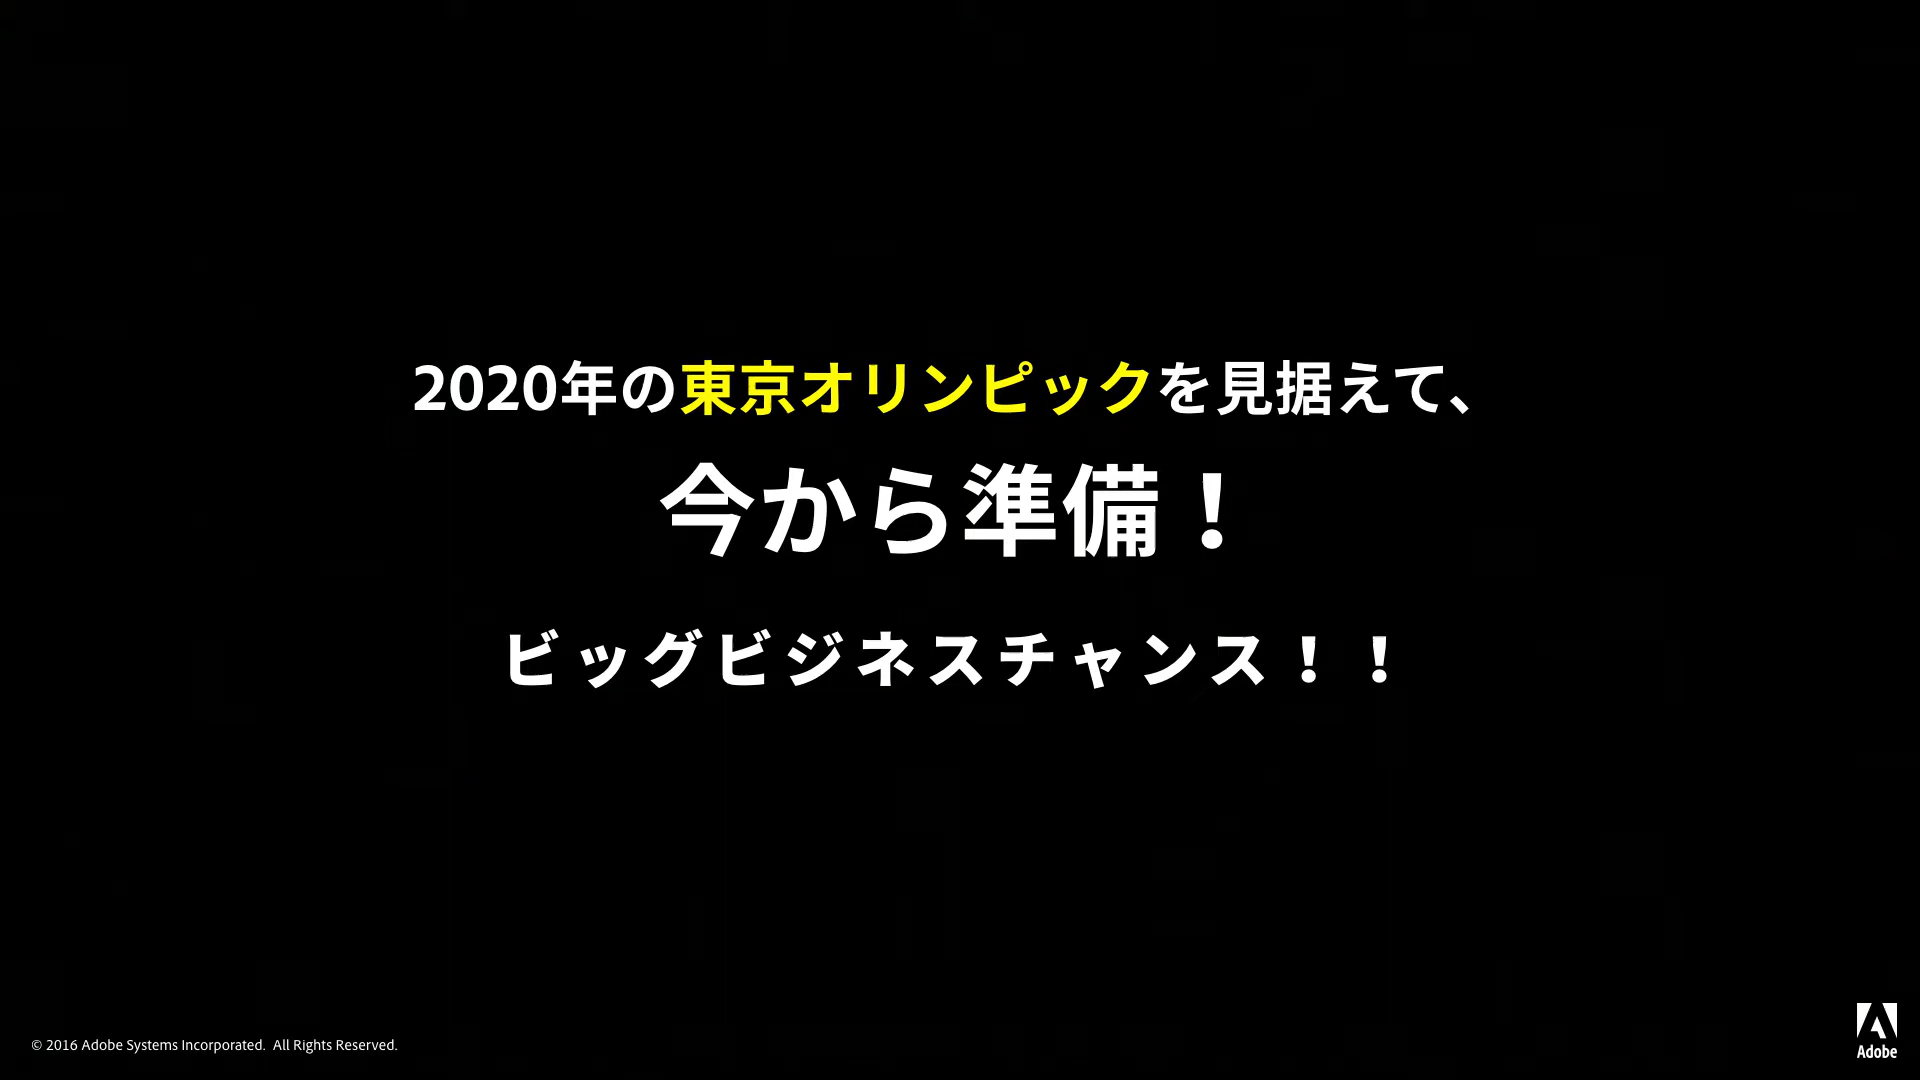 2020年の東京オリンピックを見据えて、
今から準備！
ビッグビジネスチャンス！！
© 2016 Adobe Systems Incorporated. All Rights Reserved.
Adobe